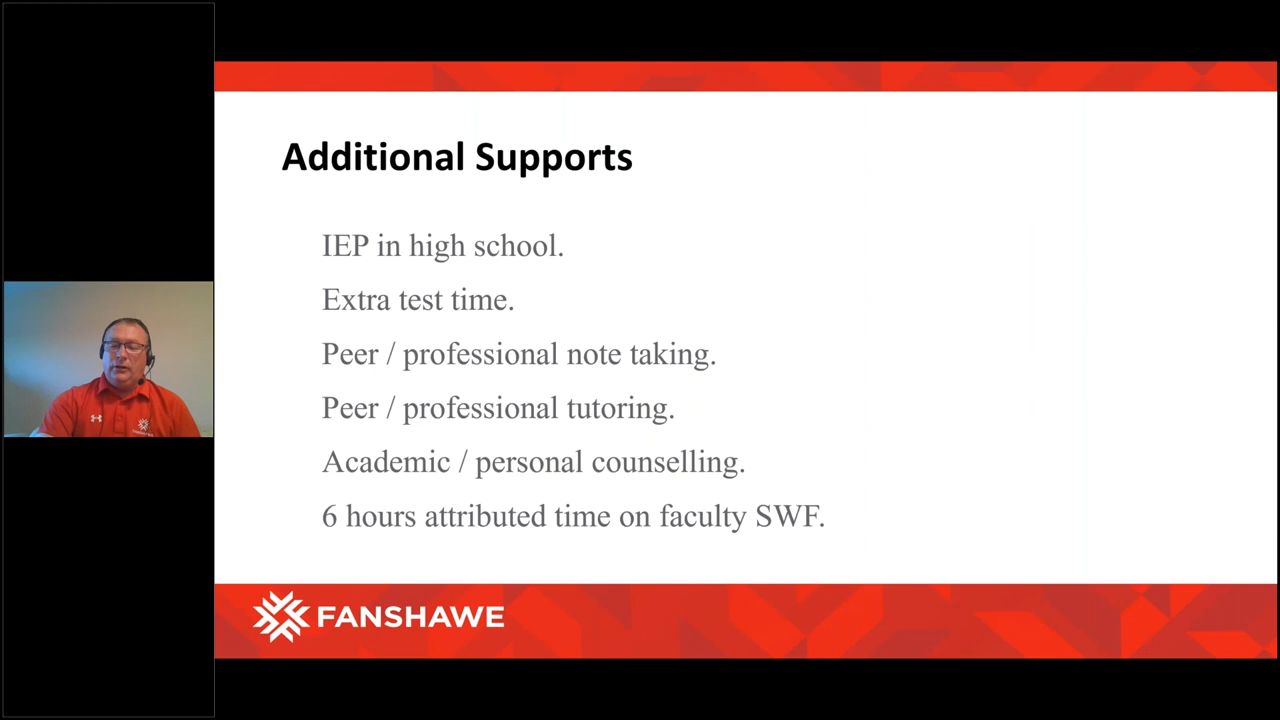 Additional Supports
IEP in high school.
Extra test time.
Peer / professional note taking.
Peer / professional tutoring.
Academic / personal counselling.
6 hours attributed time on faculty SWF.
FANSHAWE